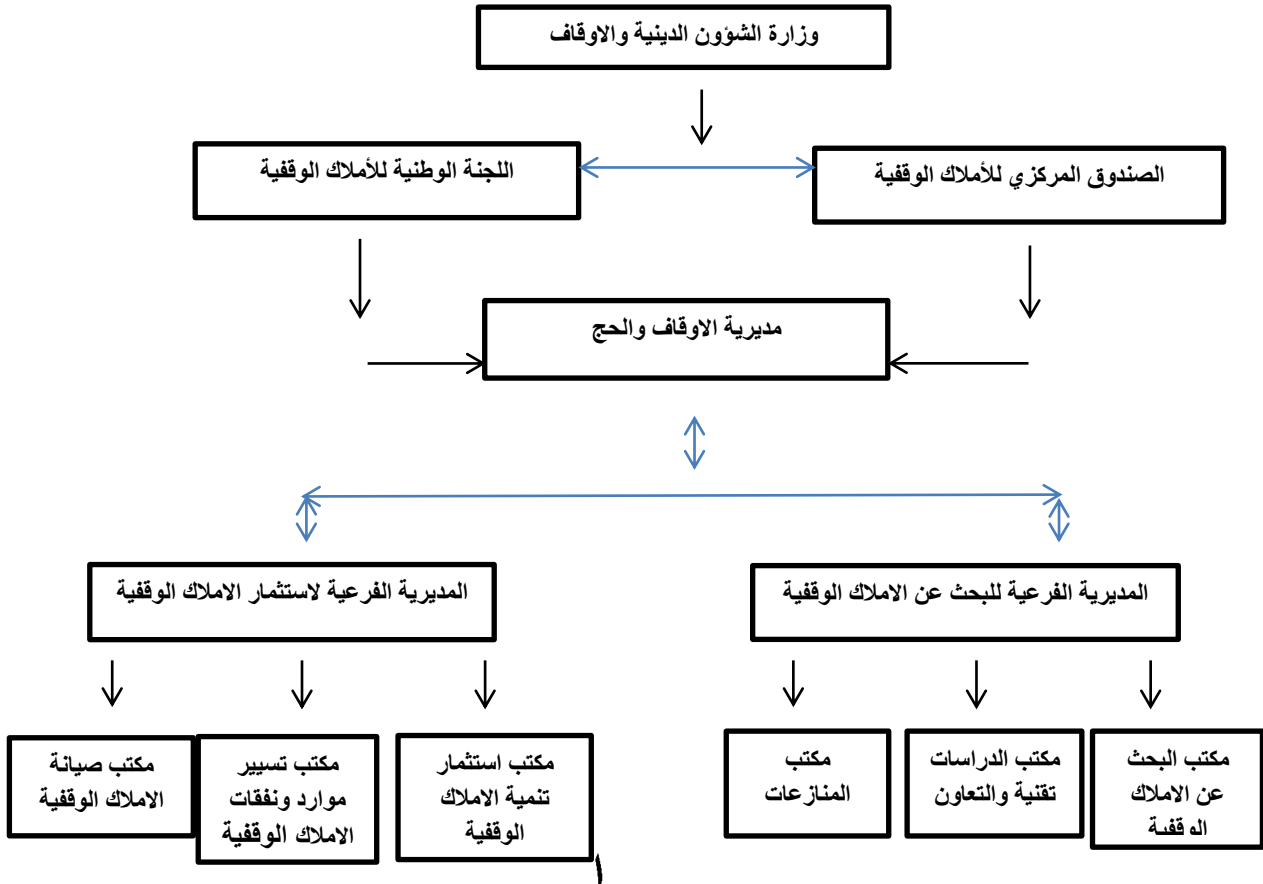 وزارة الشؤون الدينية والاوقاف
الصندوق المركزي للأملاك الوقفية
اللجنة الوطنية للأملاك الوقفية
مديرية الاوقاف والحج
المديرية الفرعية للبحث عن الاملاك الوقفية
المديرية الفرعية لاستثمار الاملاك الوقفية
مكتب البحث
عن الاملاك
الوقفية
مكتب الدراسات
تقنية والتعاون
مكتب
المنازعات
مكتب استثمار
تنمية الاملاك
الوقفية
مكتب تسيير
موارد ونفقات
الاملاك الوقفية
مكتب صيانة
الاملاك الوقفية